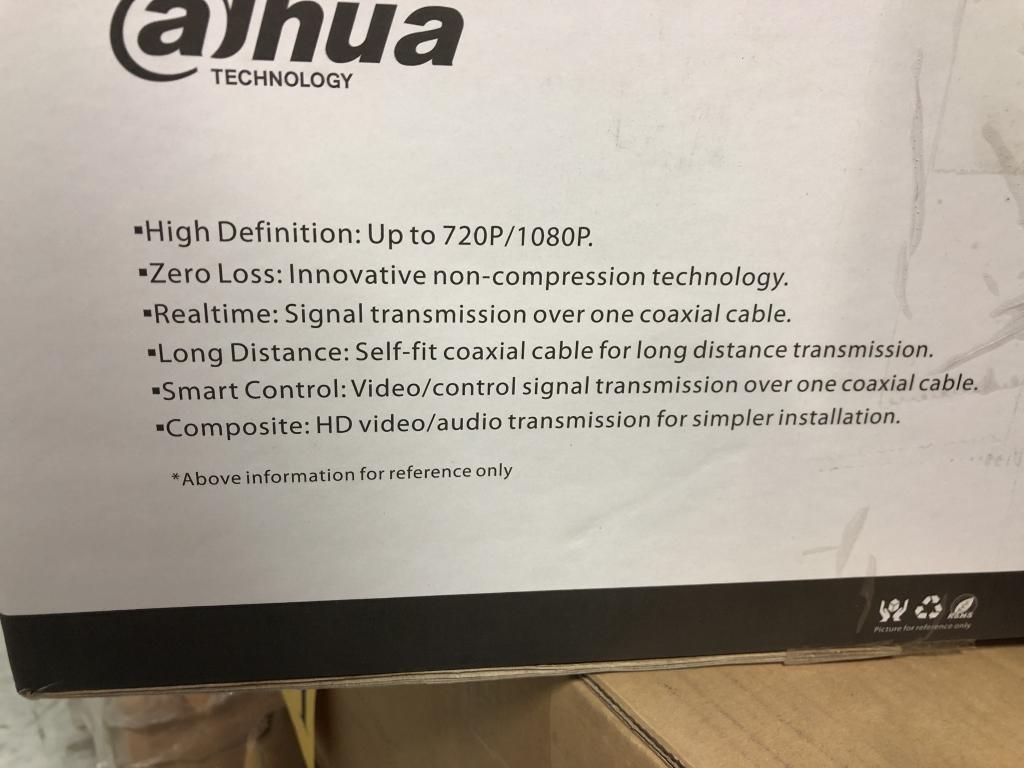 alhua
TECHNOLOGY
▪High Definition: Up to 720P/1080P.
▪Zero Loss: Innovative non-compression technology.
▪Realtime: Signal transmission over one coaxial cable.
▪Long Distance: Self-fit coaxial cable for long distance transmission.
▪Smart Control: Video/control signal transmission over one coaxial cable.
▪Composite: HD video/audio transmission for simpler installation.
*Above information for reference only
RoHS
Picture for reference only